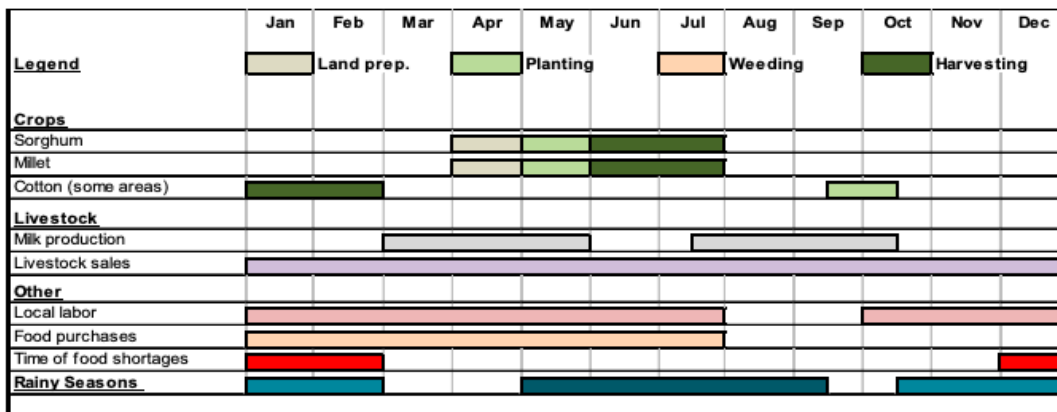 Jan Feb Mar Apr May Jun Jul Aug Sep Oct Nov Dec
Legend Land prep. Planting Weeding Harvesting
Crops
Sorghum
Millet
Cotton (some areas)
Livestock
Milk production
Livestock sales
Other
Local labor
Food purchases
Time of food shortages
Rainy Seasons